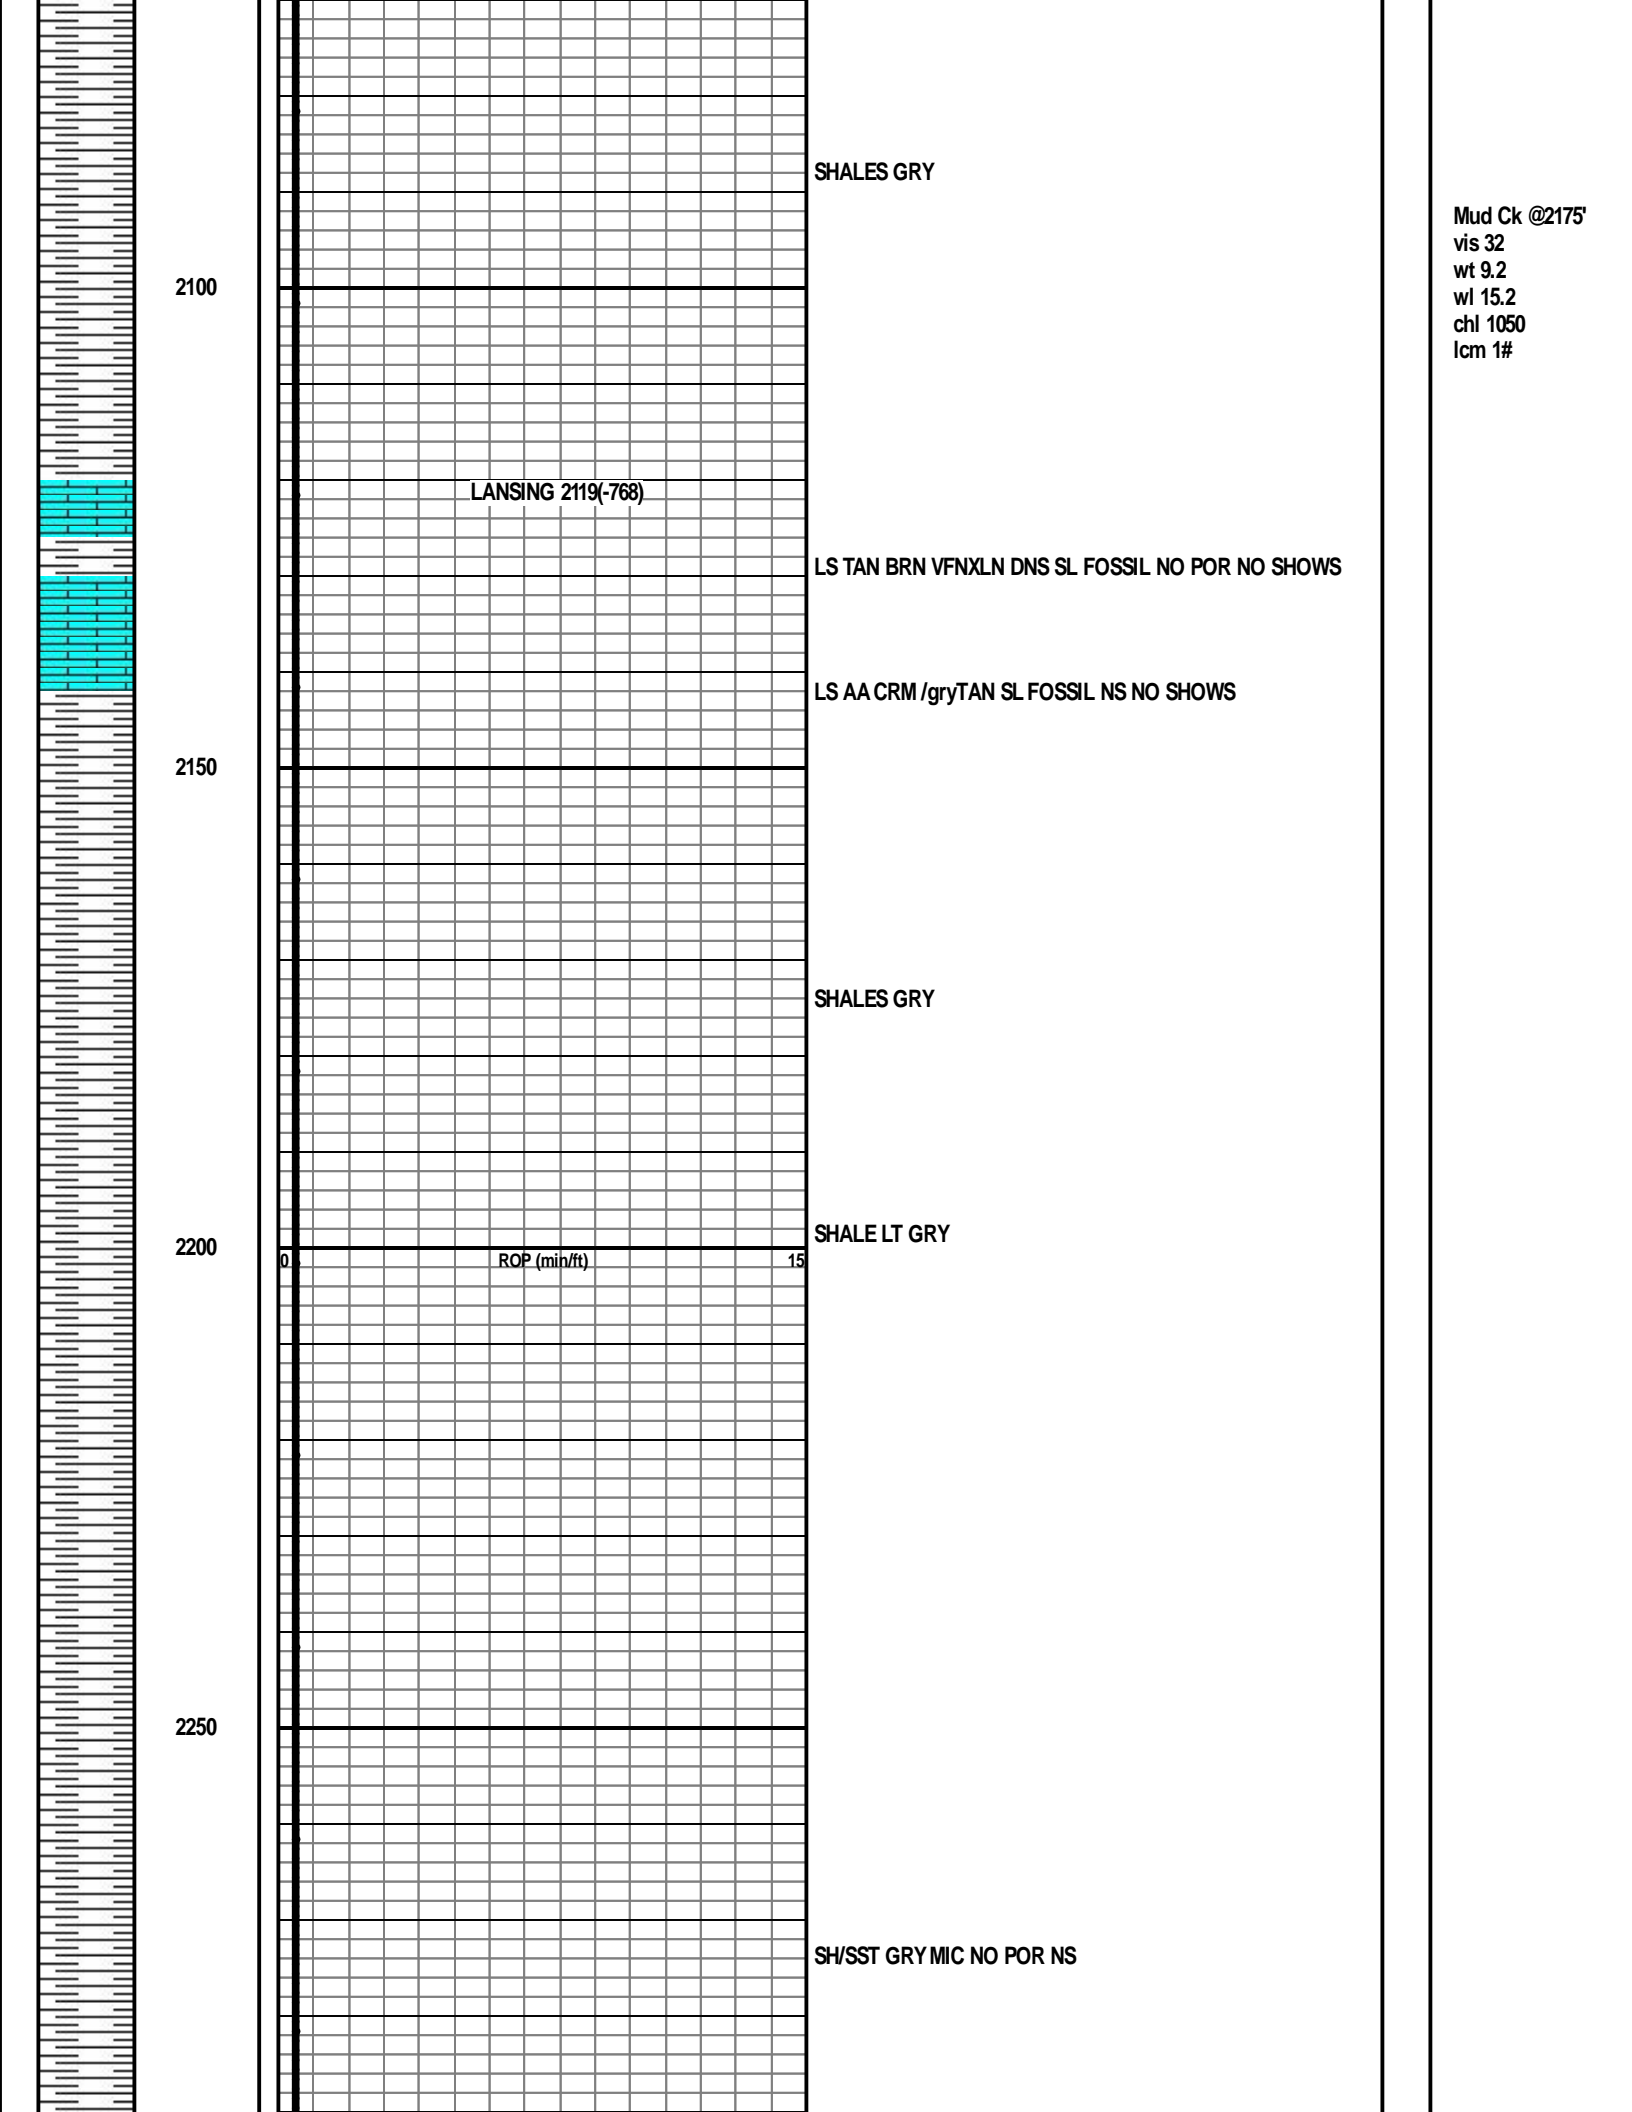 SHALES GRY
Mud Ck @2175'
vis 32
wt 9.2
wl 15.2
chl 1050
lcm 1#
2100
LANSING 2119(-768)
LS TAN BRN VFNXLN DNS SL FOSSIL NO POR NO SHOWS
LS AA CRM /gryTAN SL FOSSIL NS NO SHOWS
2150
SHALES GRY
SHALE LT GRY
2200
0 ROP (min/ft) 15
2250
SH/SST GRY MIC NO POR NS